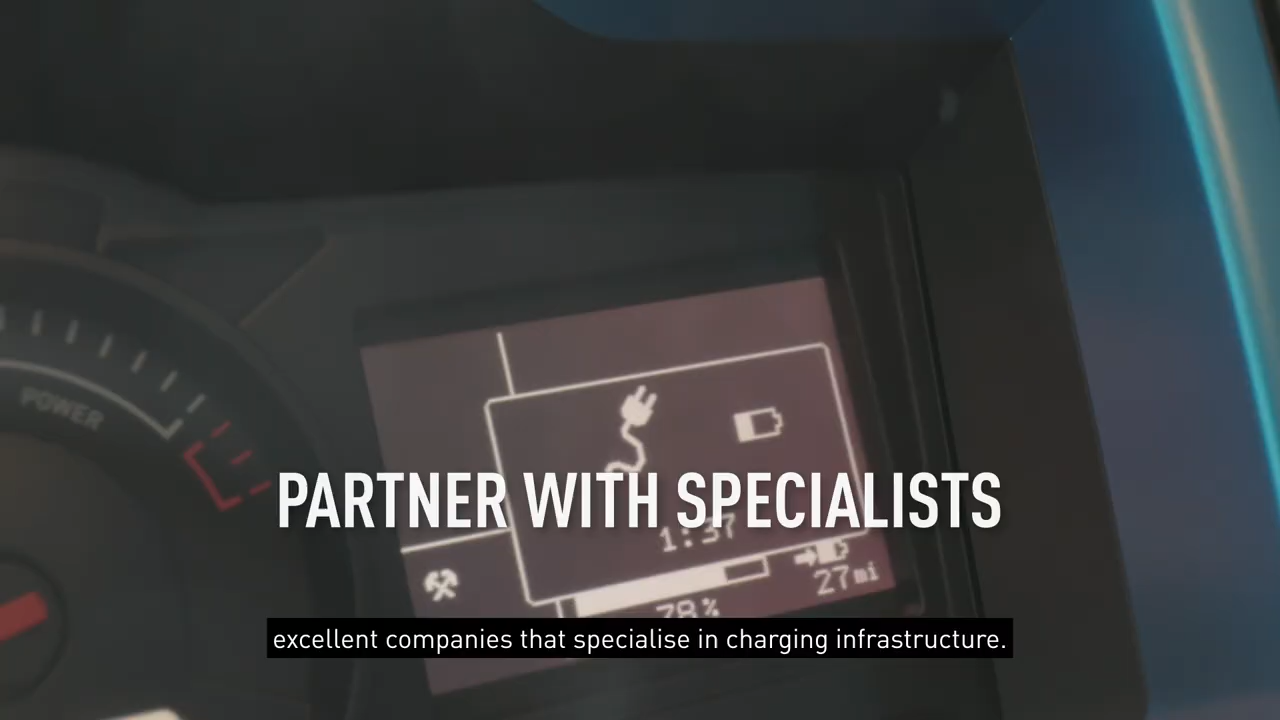 POWER
PARTNER WITH SPECIALISTS
1:37
27mi
78%
excellent companies that specialise in charging infrastructure.